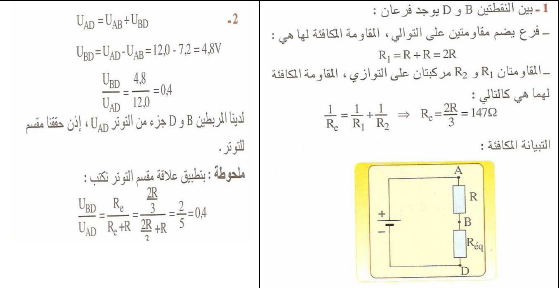 1 - بين النقطتين B و D يوجد فرعان :
– فرع يضم مقاومتين على التوالي، المقاومة المكافئة لها هي :
R₁ = R + R = 2R
– المقاومتان R₁ و R₂ مركبتان على التوازي، المقاومة المكافئة
لهما هي كالتالي :
1/Rₑ = 1/R₁ + 1/R₂ ⇒ Rₑ = 2R/3 = 147Ω
التبيانة المكافئة :
A
R
+
B
–
Réq
D
2-
U_AD = U_AB + U_BD
U_BD = U_AD - U_AB = 12,0 - 7,2 = 4,8V
U_BD/U_AD = 4,8/12,0 = 0,4
لدينا المربطين B و D جزء من التوتر U_AD، إذن حققنا مقسم
للتوتر.
ملحوظة : بتطبيق علاقة مقسم التوتر نكتب :
U_BD/U_AD = Rₑ/(Rₑ + R) = (2R/3)/(2R/3 + R) = 2/5 = 0,4